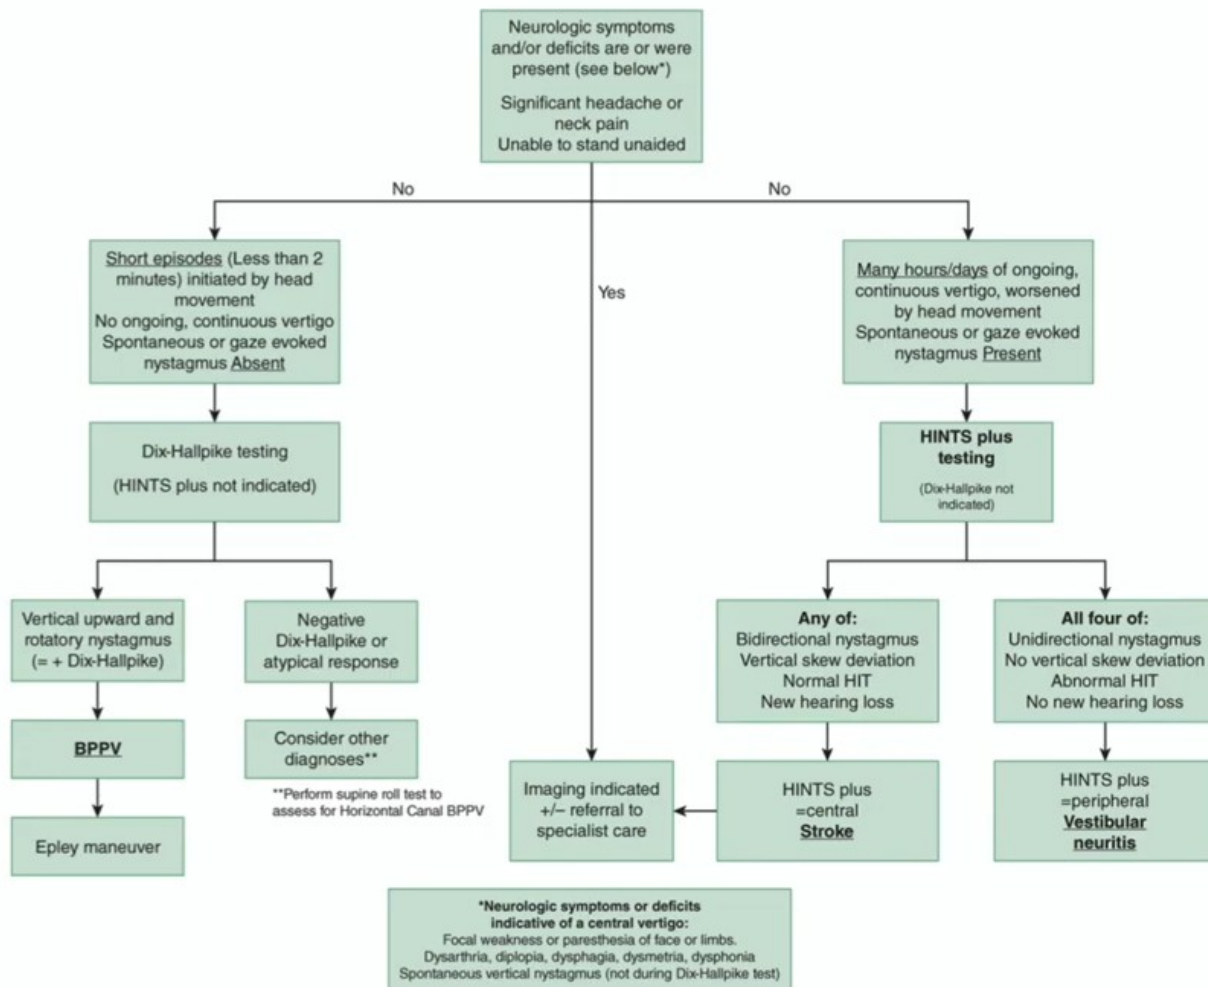 Neurologic symptoms
and/or deficits are or were
present (see below*)
Significant headache or
neck pain
Unable to stand unaided
No
No
Yes
Short episodes (Less than 2
minutes) initiated by head
movement
No ongoing, continuous vertigo
Spontaneous or gaze evoked
nystagmus Absent
Many hours/days of ongoing,
continuous vertigo, worsened
by head movement
Spontaneous or gaze evoked
nystagmus Present
Dix-Hallpike testing
(HINTS plus not indicated)
HINTS plus
testing
(Dix-Hallpike not
indicated)
Vertical upward and
rotatory nystagmus
(= + Dix-Hallpike)
Negative
Dix-Hallpike or
atypical response
Any of:
Bidirectional nystagmus
Vertical skew deviation
Normal HIT
New hearing loss
All four of:
Unidirectional nystagmus
No vertical skew deviation
Abnormal HIT
No new hearing loss
BPPV
Consider other
diagnoses**
**Perform supine roll test to
assess for Horizontal Canal BPPV
Epley maneuver
Imaging indicated
+/– referral to
specialist care
HINTS plus
=central
Stroke
HINTS plus
=peripheral
Vestibular
neuritis
*Neurologic symptoms or deficits
indicative of a central vertigo:
Focal weakness or paresthesia of face or limbs.
Dysarthria, diplopia, dysphagia, dysmetria, dysphonia
Spontaneous vertical nystagmus (not during Dix-Hallpike test)